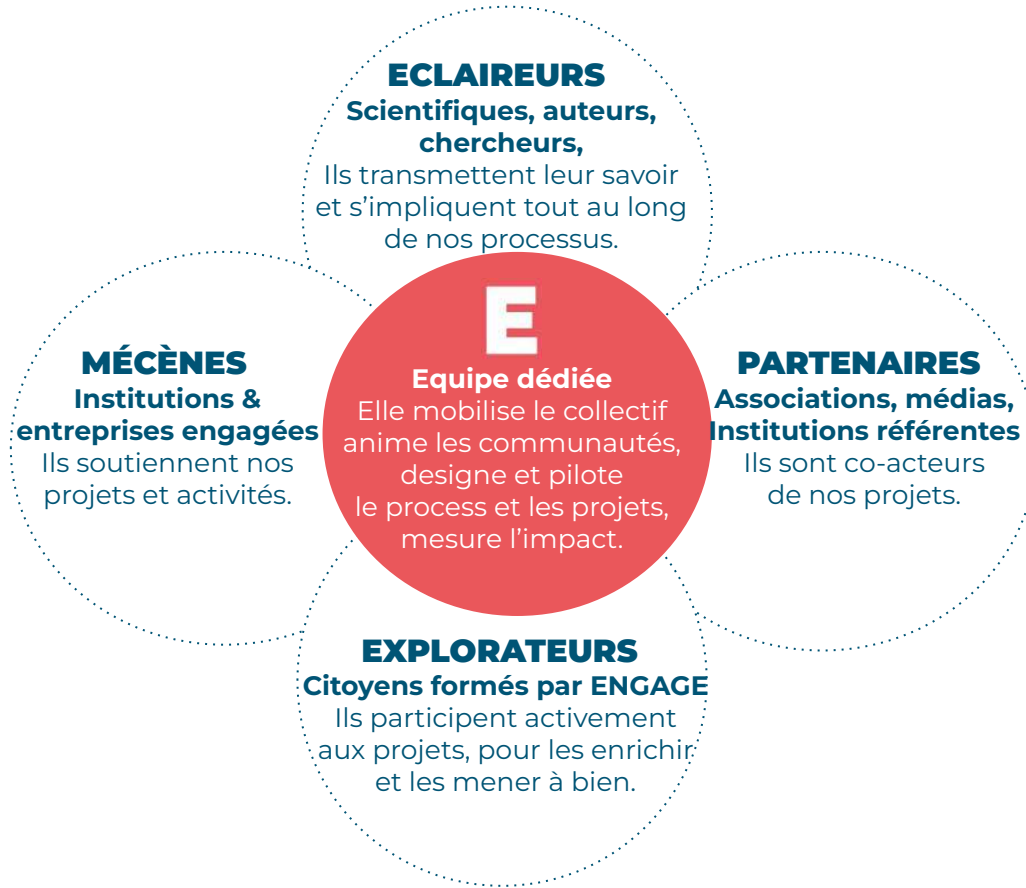 ECLAIREURS
Scientifiques, auteurs,
chercheurs,
Ils transmettent leur savoir
et s’impliquent tout au long
de nos processus.
MÉCÈNES
Institutions &
entreprises engagées
Ils soutiennent nos
projets et activités.
E
Equipe dédiée
Elle mobilise le collectif
anime les communautés,
designe et pilote
le process et les projets,
mesure l’impact.
PARTENAIRES
Associations, médias,
Institutions référentes
Ils sont co-acteurs
de nos projets.
EXPLORATEURS
Citoyens formés par ENGAGE
Ils participent activement
aux projets, pour les enrichir
et les mener à bien.